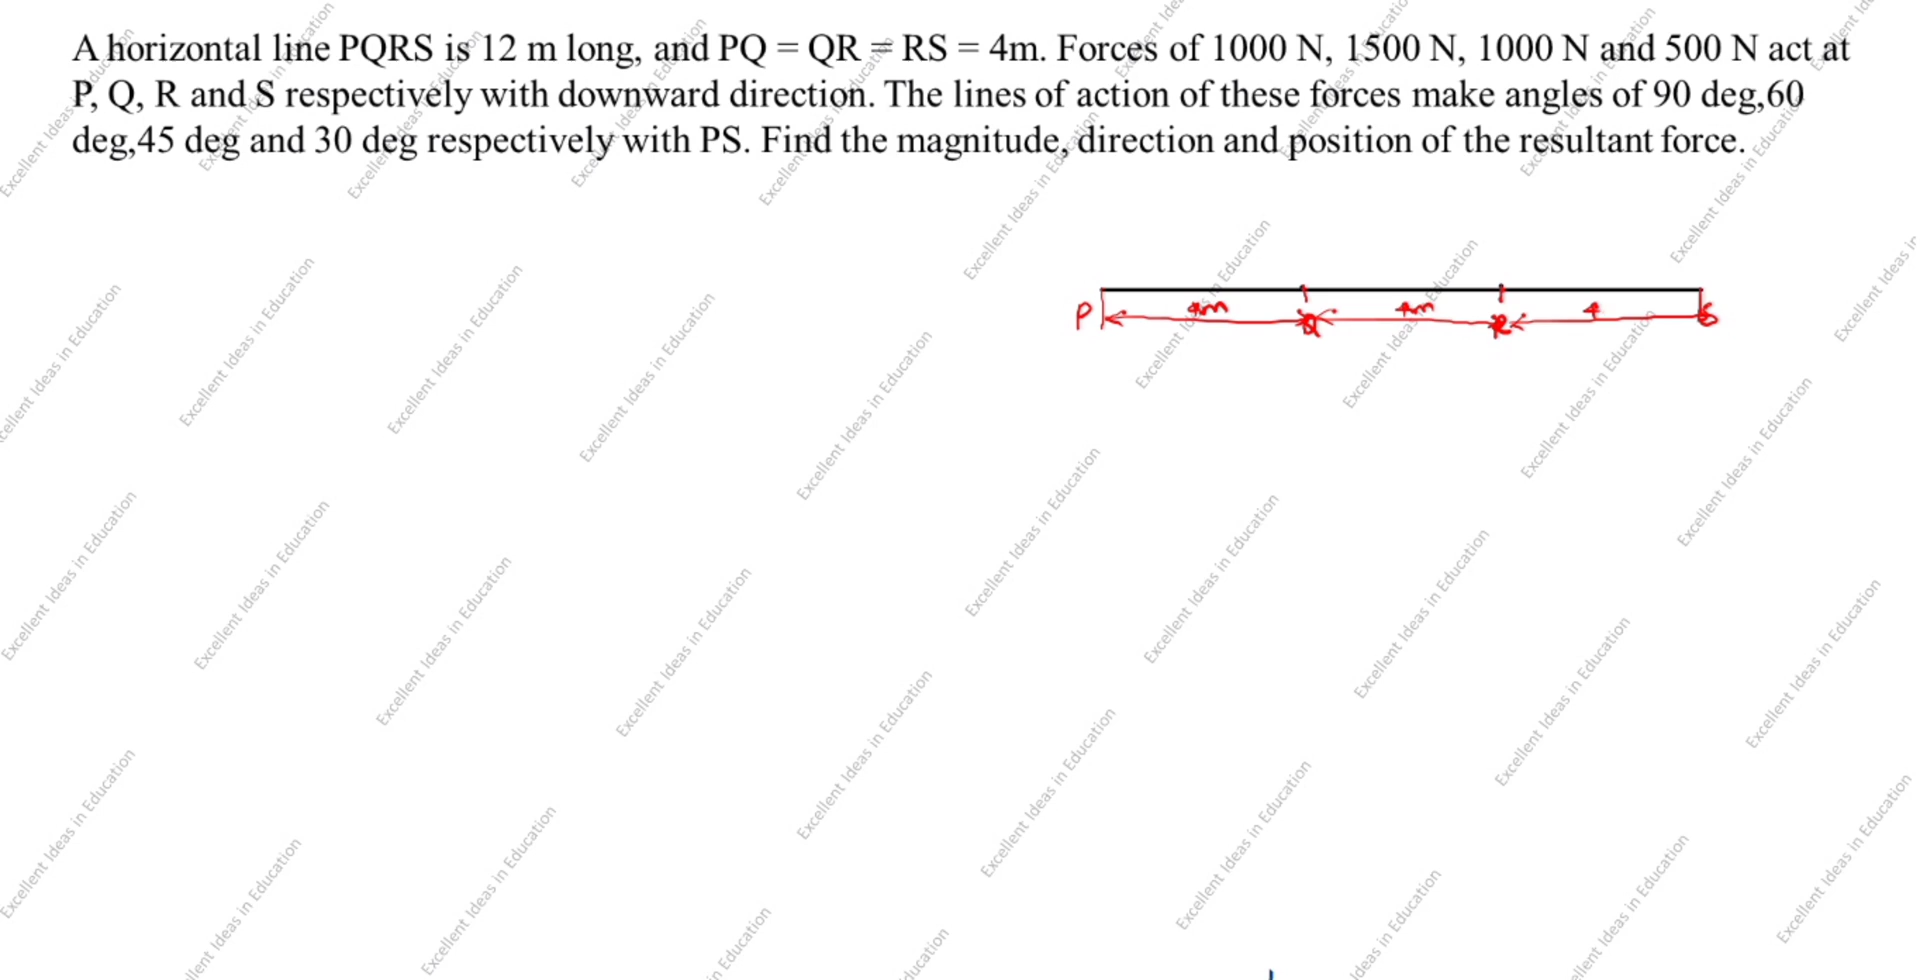 A horizontal line PQRS is 12 m long, and PQ = QR = RS = 4m. Forces of 1000 N, 1500 N, 1000 N and 500 N act at
P, Q, R and S respectively with downward direction. The lines of action of these forces make angles of 90 deg,60
deg,45 deg and 30 deg respectively with PS. Find the magnitude, direction and position of the resultant force.
P 4m Q 4m R 4 S
Excellent Ideas in Education